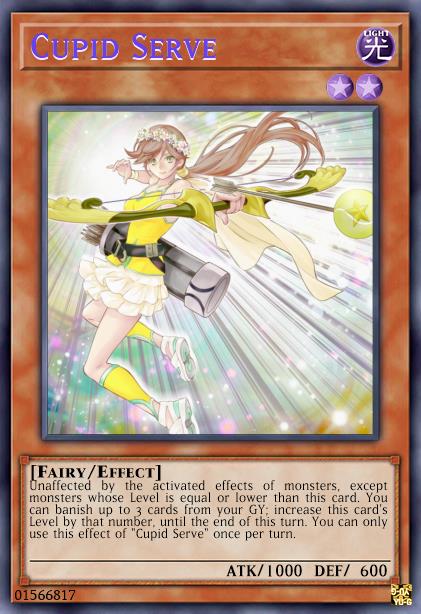 Cupid Serve
LIGHT
光
[Fairy/Effect]
Unaffected by the activated effects of monsters, except
monsters whose Level is equal or lower than this card. You
can banish up to 3 cards from your GY; increase this card's
Level by that number, until the end of this turn. You can only
use this effect of "Cupid Serve" once per turn.
ATK/1000 DEF/ 600
01566817